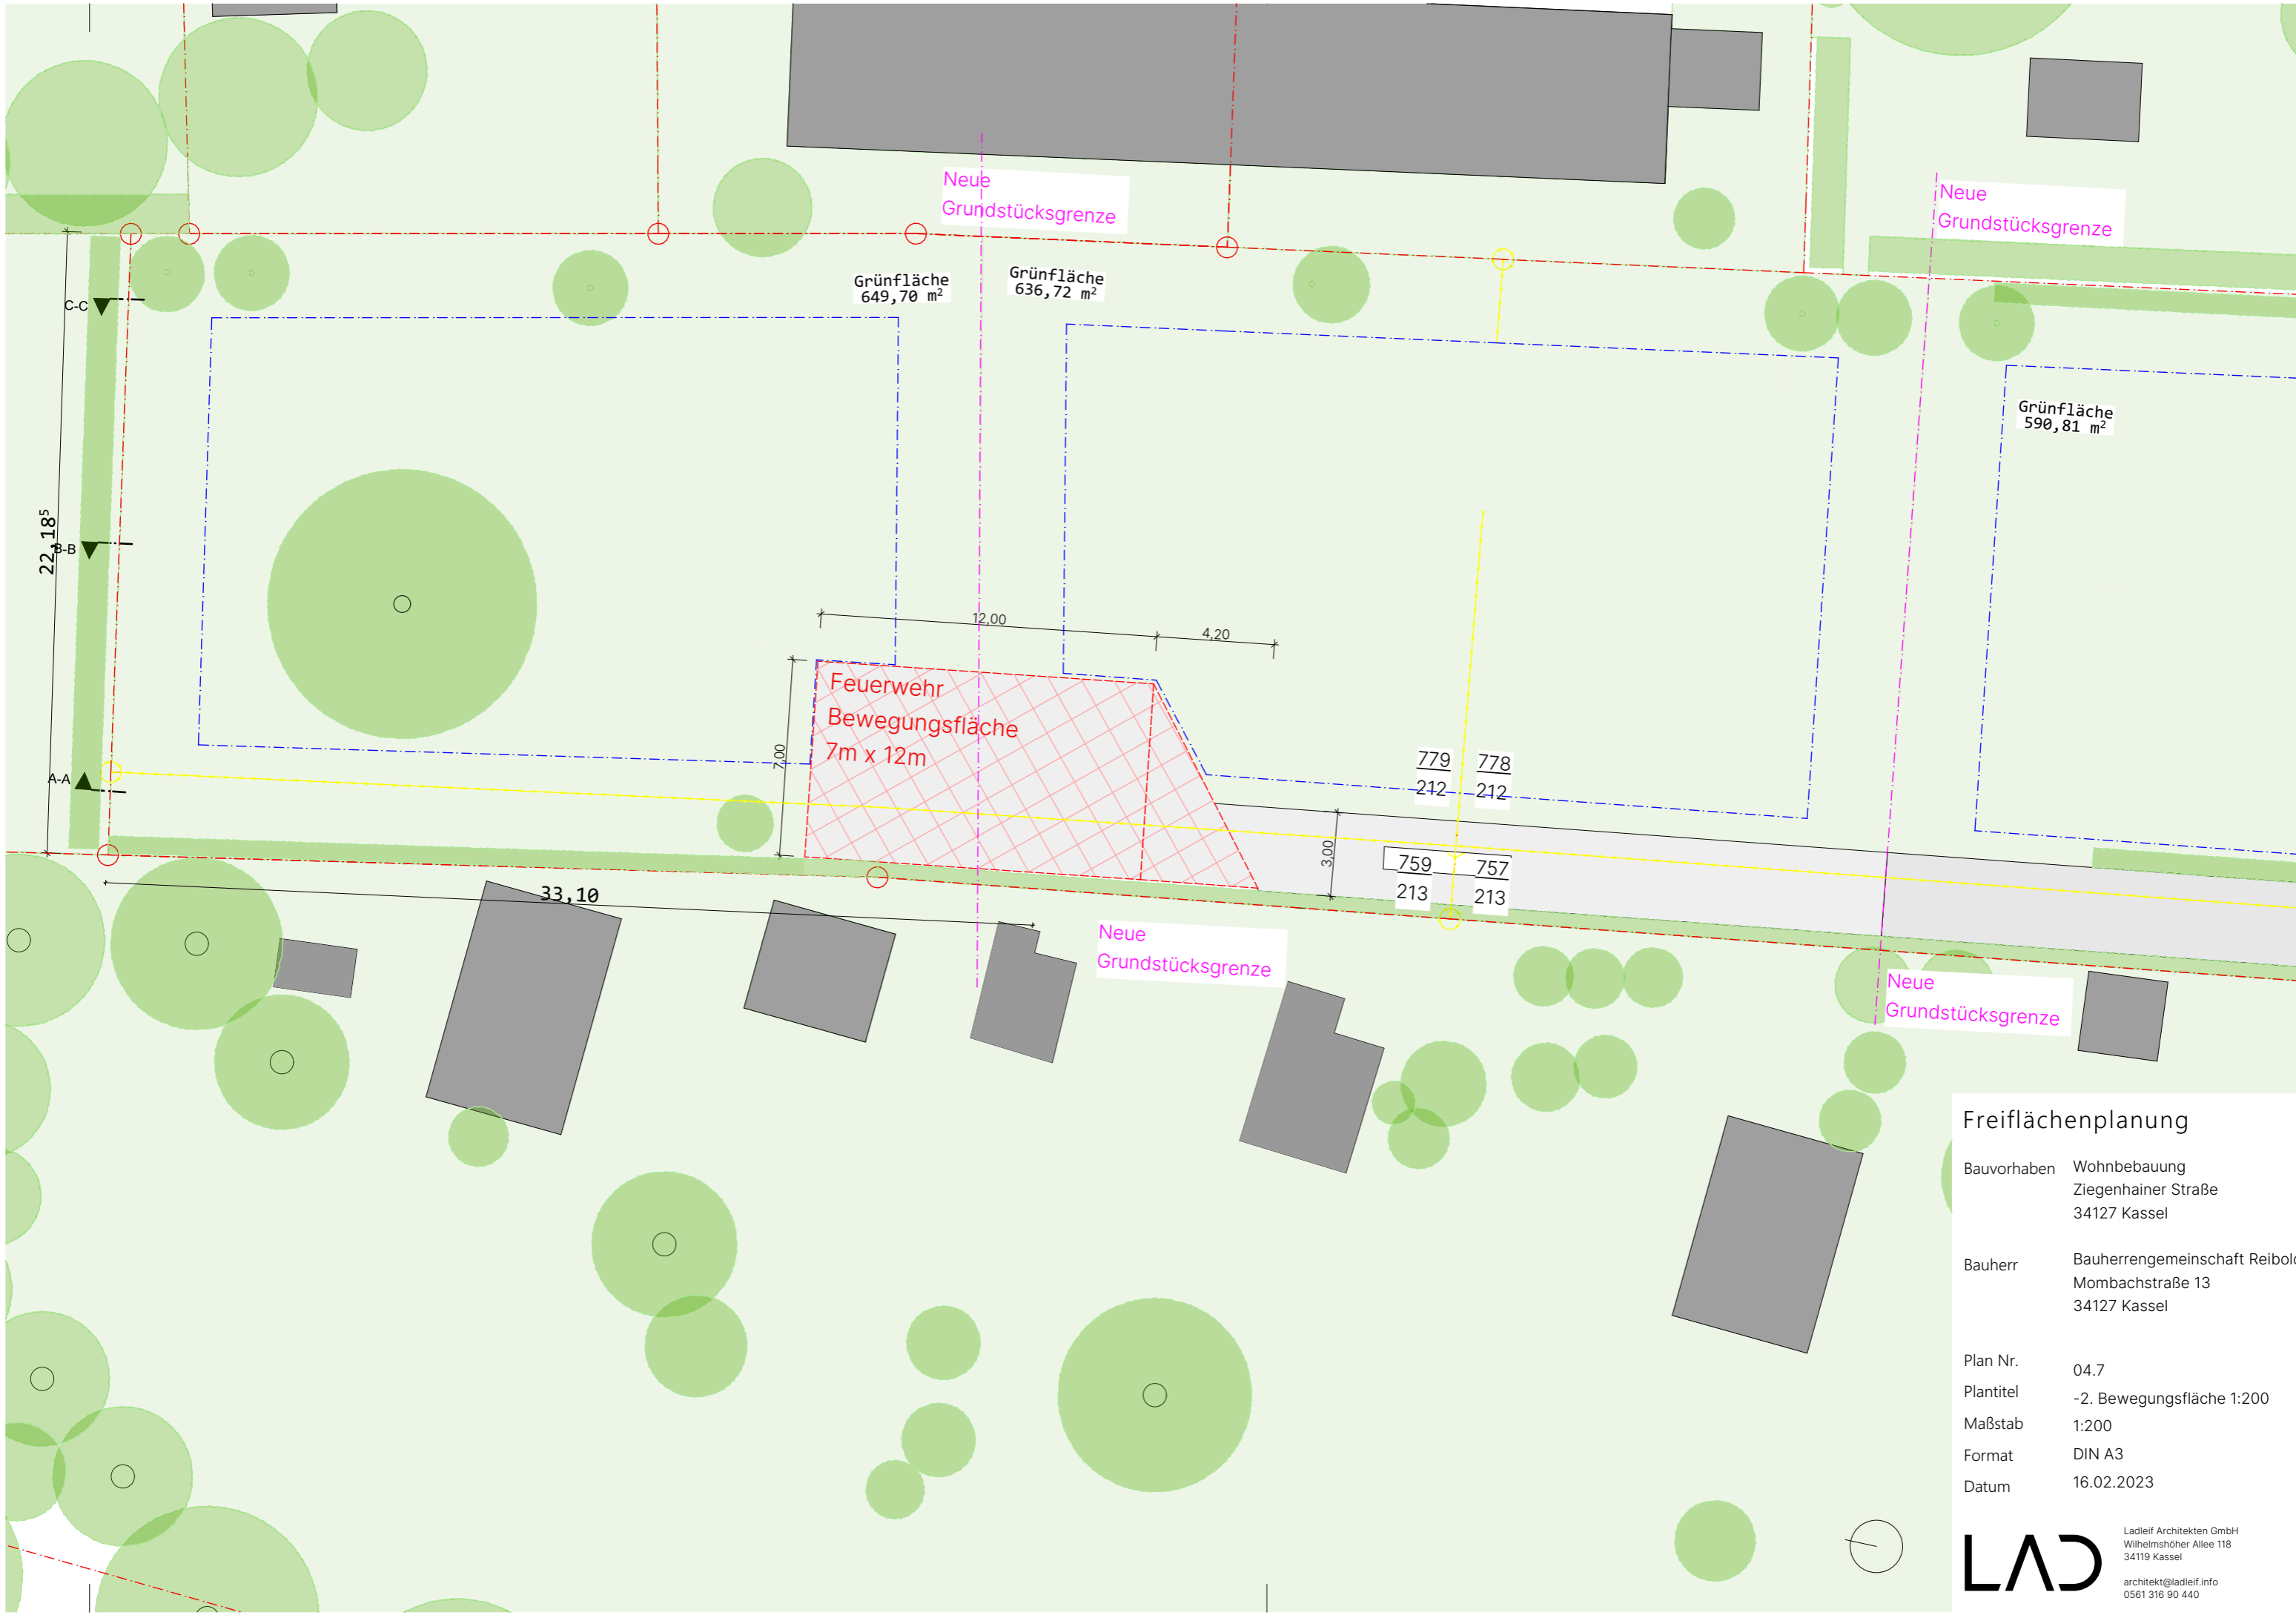 Neue
Grundstücksgrenze
Neue
Grundstücksgrenze
Grünfläche
649,70 m²
Grünfläche
636,72 m²
C-C
Grünfläche
590,81 m²
22,18⁵
B-B
12,00
4,20
Feuerwehr
Bewegungsfläche
7m x 12m
7,00
779
212
778
212
A-A
3,00
759
213
757
213
33,10
Neue
Grundstücksgrenze
Neue
Grundstücksgrenze
Freiflächenplanung
Bauvorhaben Wohnbebauung
Ziegenhainer Straße
34127 Kassel
Bauherr Bauherrengemeinschaft
Mombachstraße 13
34127 Kassel
Plan Nr. 04.7
Plantitel -2. Bewegungsfläche 1:200
Maßstab 1:200
Format DIN A3
Datum 16.02.2023
LAD
Ladleif Architekten GmbH
Wilhelmshöher Allee 118
34119 Kassel
architekt@ladleif.info
0561 316 90 440